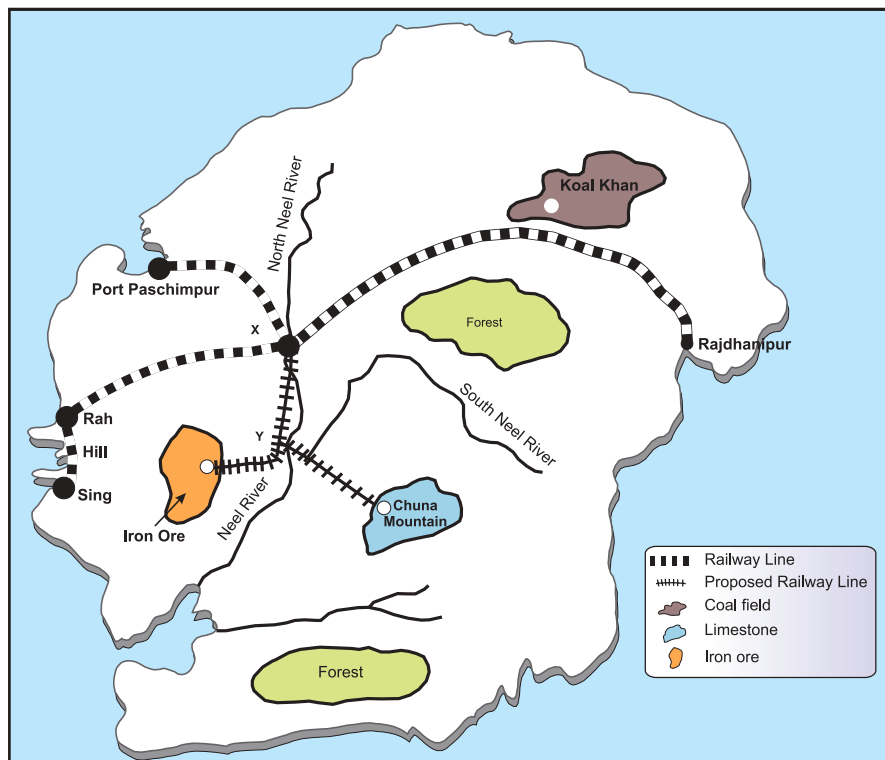 Koal Khan
North Neel River
Port Paschimpur
X
Forest
Rajdhanipur
South Neel River
Rah
Y
Hill
Sing
Neel River
Chuna
Mountain
Iron Ore
Railway Line
Proposed Railway Line
Coal field
Limestone
Iron ore
Forest